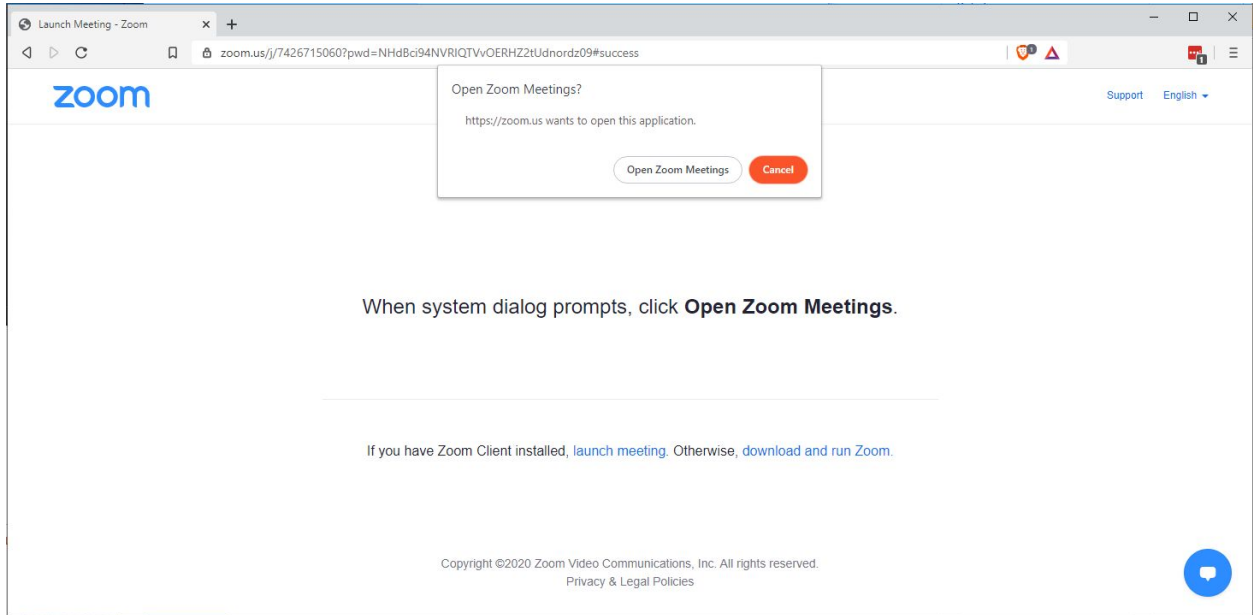 Launch Meeting - Zoom
zoom.us/j/7426715060?pwd=NHdBci94NVRlQTVvOERHZ2tUdnordz09#success
1
1
zoom
Support English
Open Zoom Meetings?
https://zoom.us wants to open this application.
Open Zoom Meetings Cancel
When system dialog prompts, click Open Zoom Meetings.
If you have Zoom Client installed, launch meeting. Otherwise, download and run Zoom.
Copyright ©2020 Zoom Video Communications, Inc. All rights reserved.
Privacy & Legal Policies